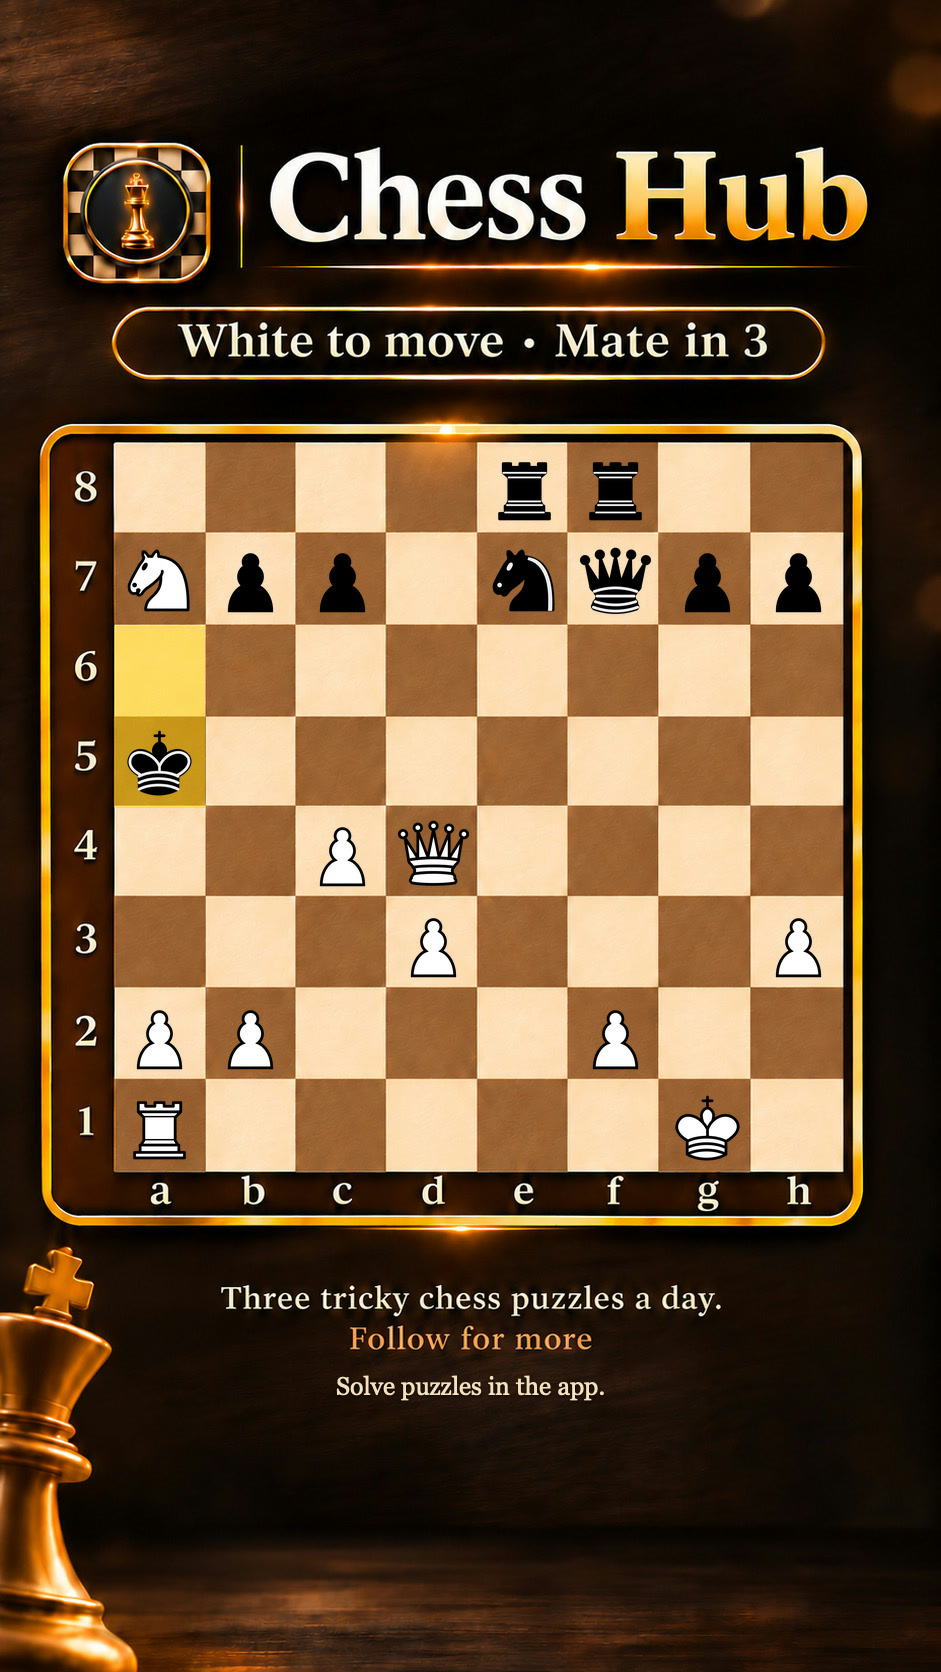 Chess Hub
White to move • Mate in 3
8
7
6
5
4
3
2
1
a b c d e f g h
Three tricky chess puzzles a day.
Follow for more
Solve puzzles in the app.